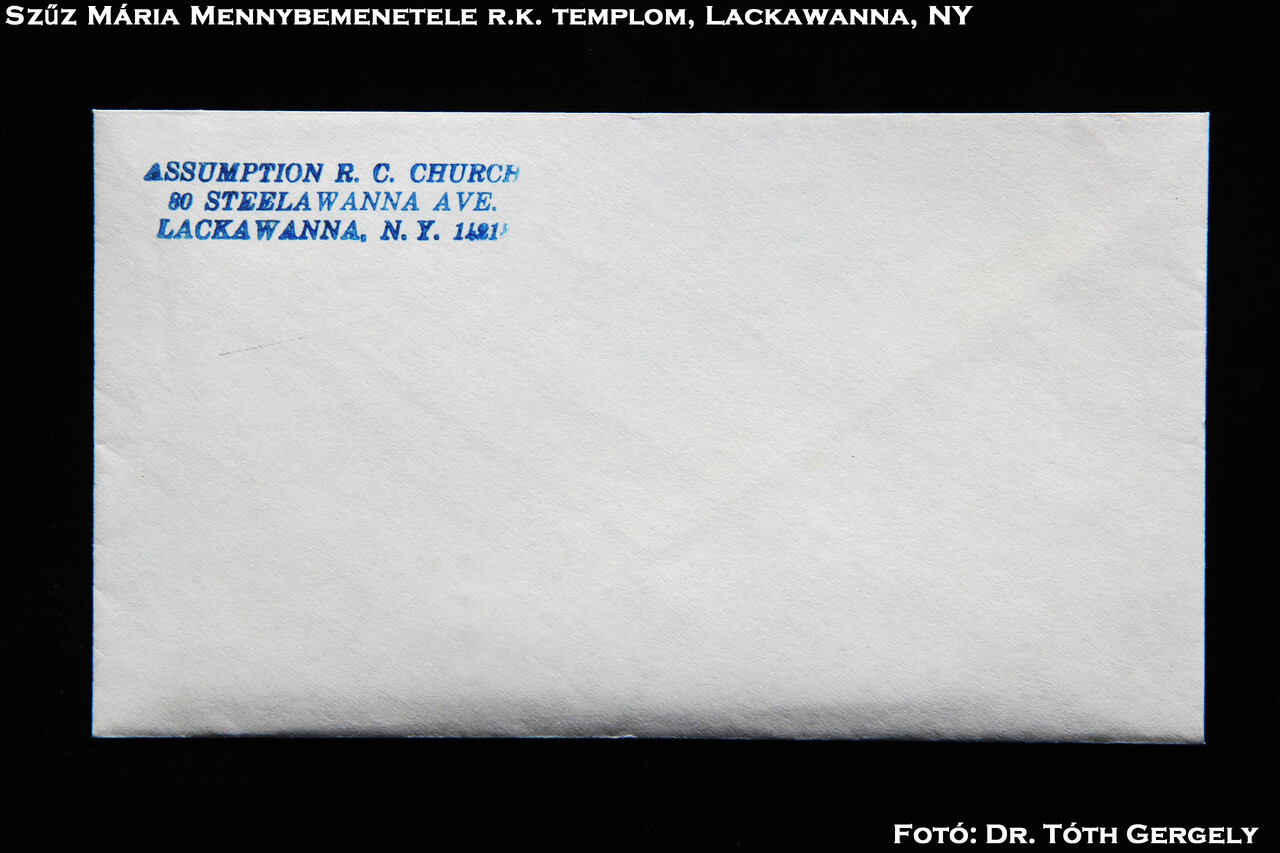 Szűz Mária Mennybemenetele r.k. templom, Lackawanna, NY
ASSUMPTION R. C. CHURCH
80 STEELAWANNA AVE.
LACKAWANNA, N. Y.
Fotó: Dr. Tóth Gergely